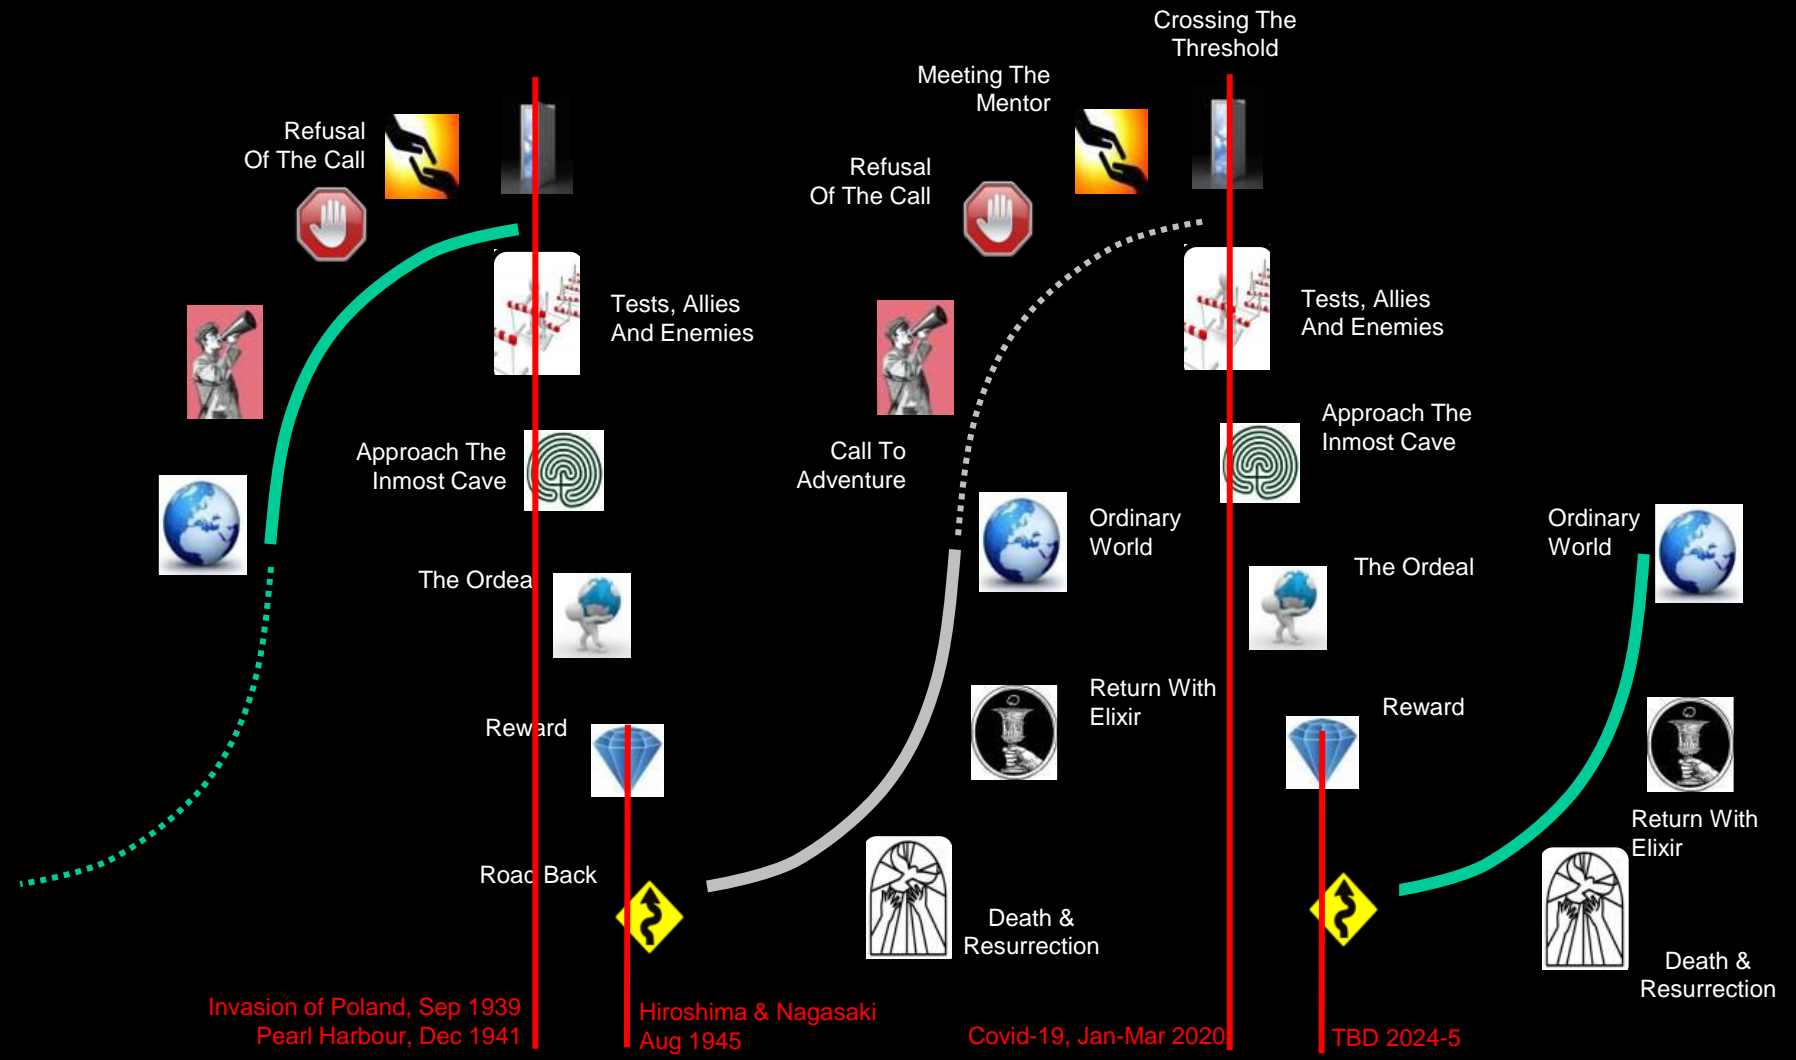 Crossing The
Threshold
Meeting The
Mentor
Refusal
Of The Call
Refusal
Of The Call
Tests, Allies
And Enemies
Tests, Allies
And Enemies
Approach The
Inmost Cave
Call To
Adventure
Approach The
Inmost Cave
Ordinary
World
Ordinary
World
The Ordea
The Ordeal
Return With
Elixir
Reward
Reward
Return With
Elixir
Road Back
Death &
Resurrection
Death &
Resurrection
Invasion of Poland, Sep 1939
Pearl Harbour, Dec 1941
Hiroshima & Nagasaki
Aug 1945
Covid-19, Jan-Mar 2020
TBD 2024-5